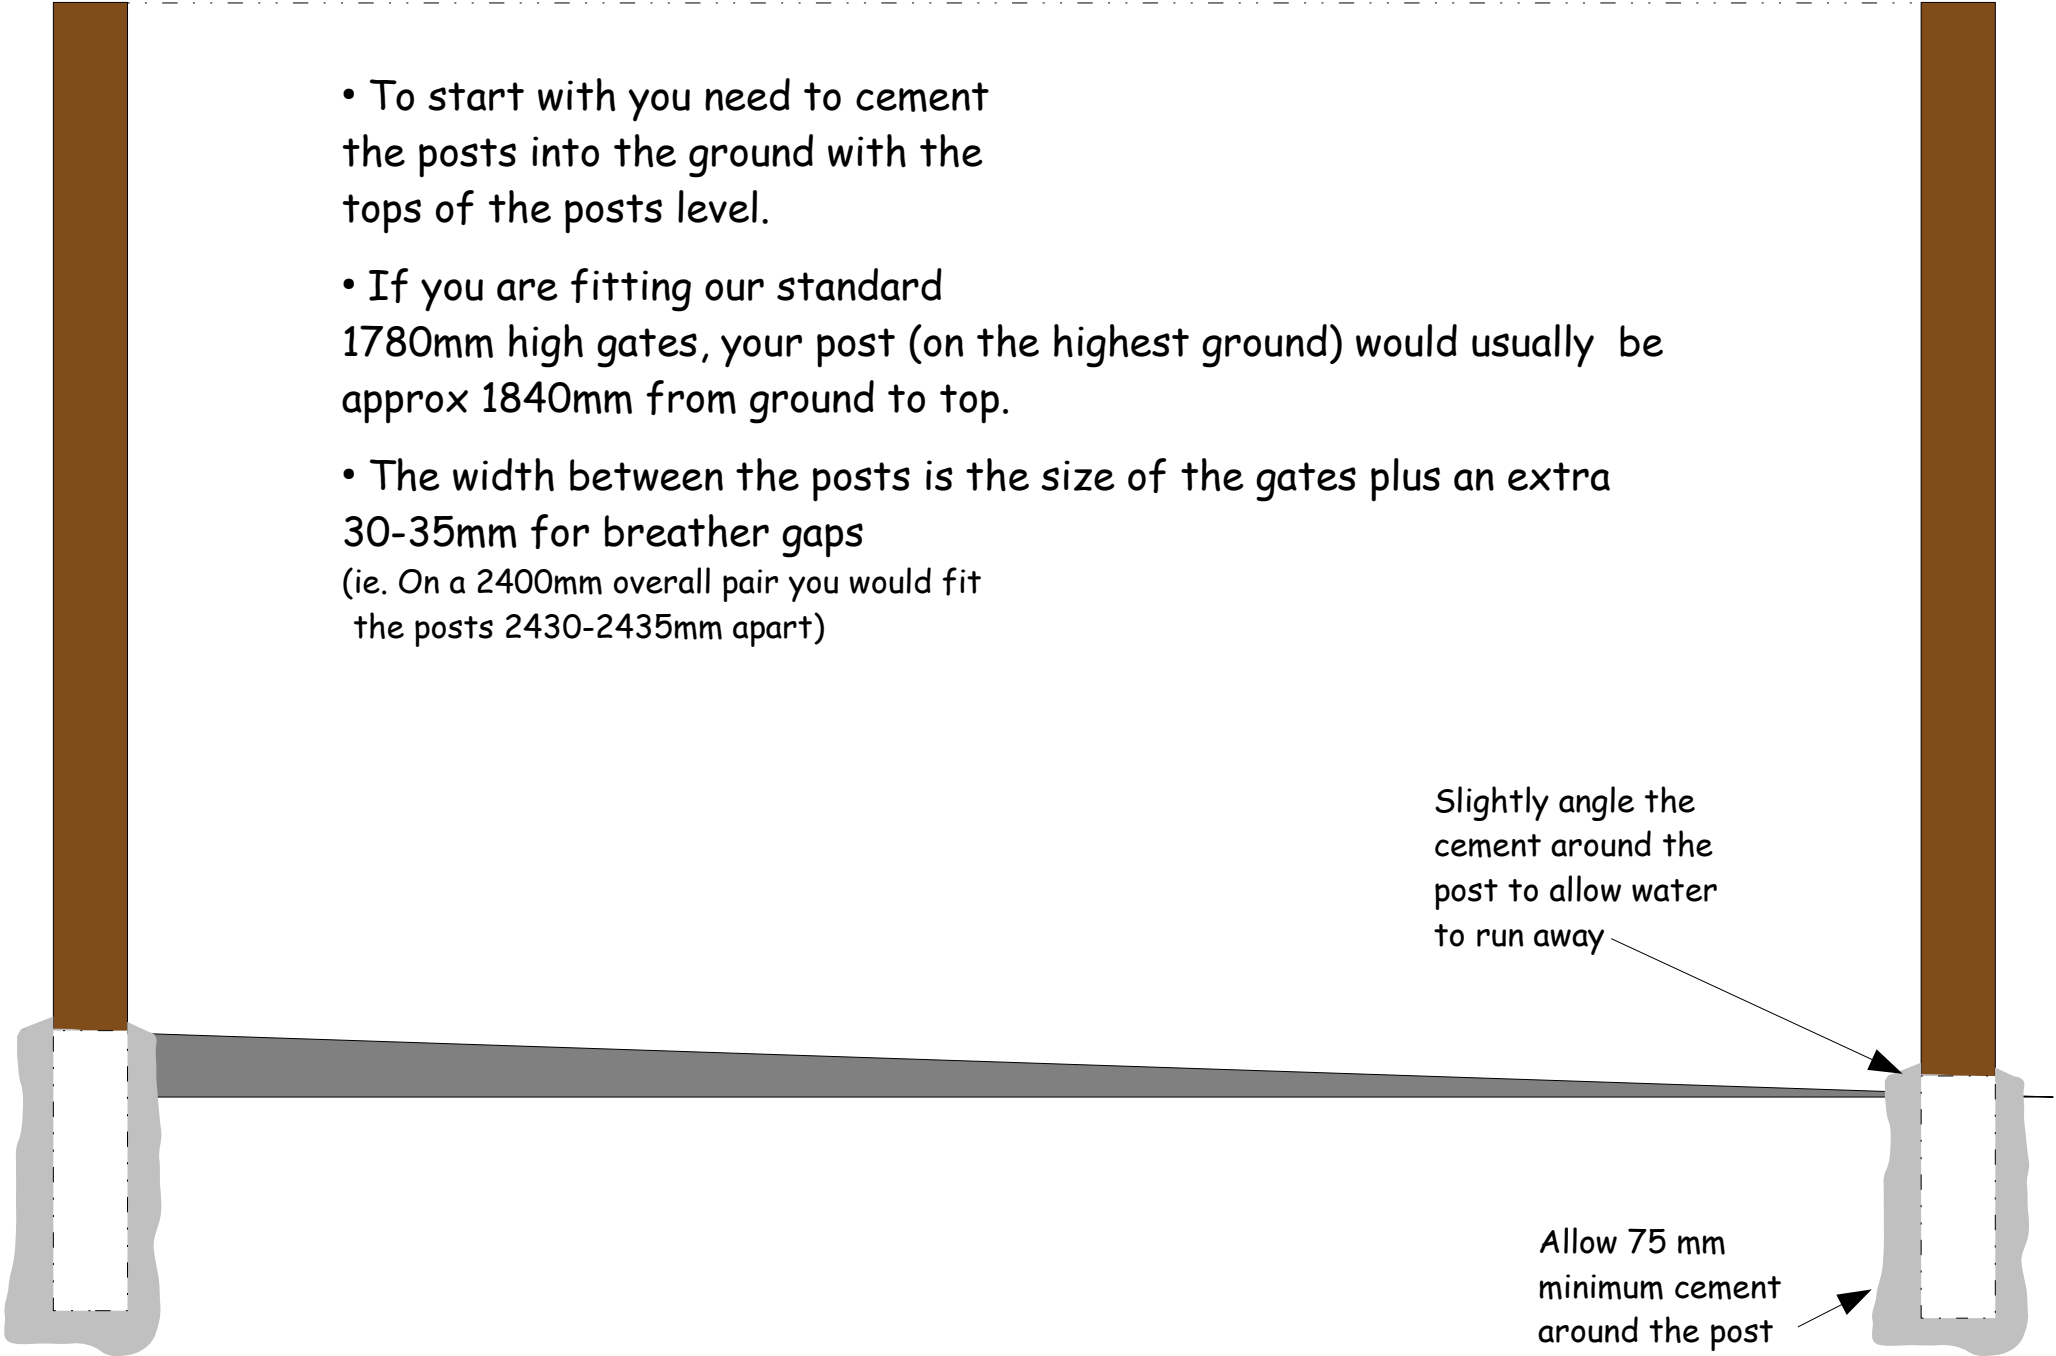 • To start with you need to cement
the posts into the ground with the
tops of the posts level.
• If you are fitting our standard
1780mm high gates, your post (on the highest ground) would usually  be
approx 1840mm from ground to top.
• The width between the posts is the size of the gates plus an extra
30-35mm for breather gaps
(ie. On a 2400mm overall pair you would fit
the posts 2430-2435mm apart)
Slightly angle the
cement around the
post to allow water
to run away
Allow 75 mm
minimum cement
around the post